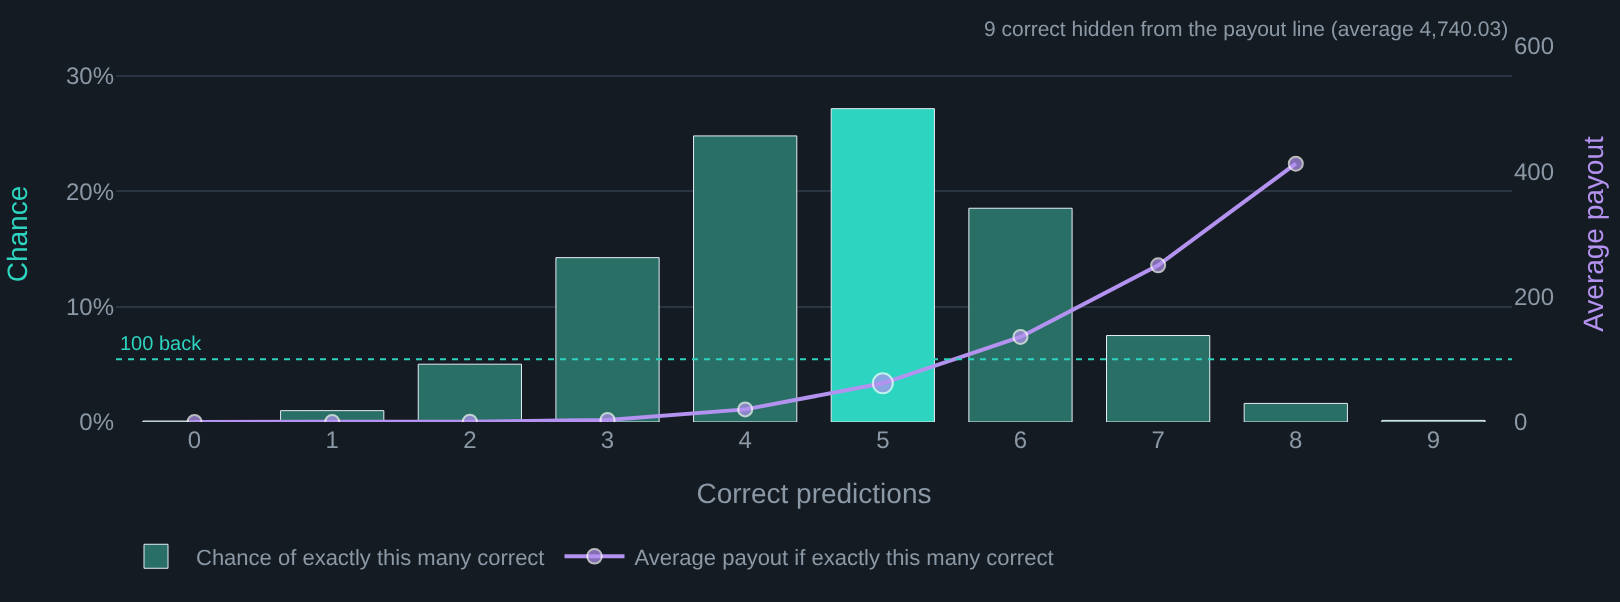 9 correct hidden from the payout line (average 4,740.03)
600
30%
400
20%
Chance
Average payout
200
10%
100 back
0%
0
0 1 2 3 4 5 6 7 8 9
Correct predictions
Chance of exactly this many correct
Average payout if exactly this many correct